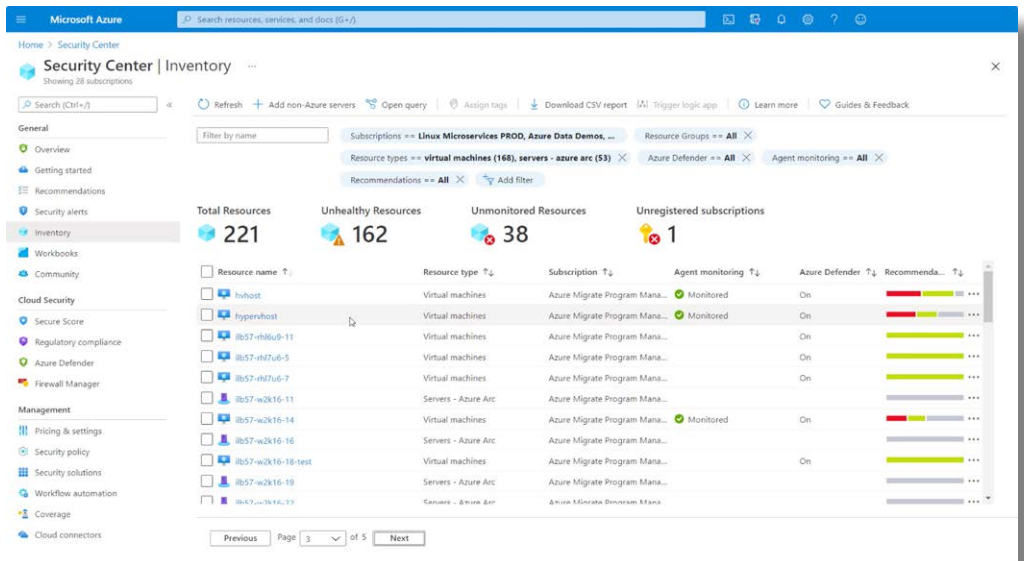 Microsoft Azure
Search resources, services, and docs (G+/)
Home > Security Center
Security Center | Inventory ...
Showing 28 subscriptions
Search (Ctrl+/)
«
Refresh
Add non-Azure servers
Open query
Assign tags
Download CSV report
Trigger logic app
Learn more
Guides & Feedback
General
Overview
Getting started
Recommendations
Security alerts
Inventory
Workbooks
Community
Cloud Security
Secure Score
Regulatory compliance
Azure Defender
Firewall Manager
Management
Pricing & settings
Security policy
Security solutions
Workflow automation
Coverage
Cloud connectors
Filter by name
Subscriptions == Linux Microservices PROD, Azure Data Demos, ...
Resource Groups == All
Resource types == virtual machines (168), servers - azure arc (53)
Azure Defender == All
Agent monitoring == All
Recommendations == All
Add filter
Total Resources
221
Unhealthy Resources
162
Unmonitored Resources
38
Unregistered subscriptions
1
Resource name ↑ Resource type ↑↓ Subscription ↑↓ Agent monitoring ↑↓ Azure Defender ↑↓ Recommenda... ↑↓
hvhost Virtual machines Azure Migrate Program Mana... Monitored On
hypervhost Virtual machines Azure Migrate Program Mana... Monitored On
ilb57-rhl6u9-11 Virtual machines Azure Migrate Program Mana... On
ilb57-rhl7u6-5 Virtual machines Azure Migrate Program Mana... On
ilb57-rhl7u6-7 Virtual machines Azure Migrate Program Mana... On
ilb57-w2k16-11 Servers - Azure Arc Azure Migrate Program Mana...
ilb57-w2k16-14 Virtual machines Azure Migrate Program Mana... Monitored On
ilb57-w2k16-16 Servers - Azure Arc Azure Migrate Program Mana...
ilb57-w2k16-18-test Virtual machines Azure Migrate Program Mana... On
ilb57-w2k16-19 Servers - Azure Arc Azure Migrate Program Mana...
ilb57-w2k16-22 Servers - Azure Arc Azure Migrate Program Mana...
Previous Page 3 of 5 Next